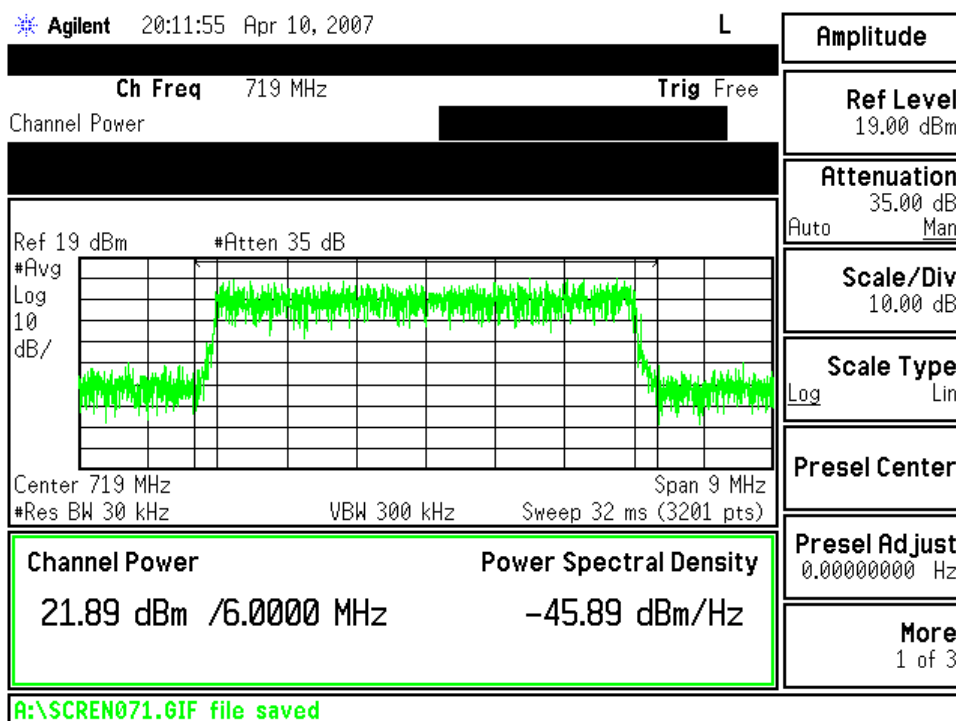 Agilent 20:11:55 Apr 10, 2007 L
Ch Freq 719 MHz Trig Free
Channel Power
Ref 19 dBm #Atten 35 dB
#Avg
Log
10
dB/
Center 719 MHz Span 9 MHz
#Res BW 30 kHz VBW 300 kHz Sweep 32 ms (3201 pts)
Channel Power Power Spectral Density
21.89 dBm /6.0000 MHz -45.89 dBm/Hz
A:\SCREN071.GIF file saved
Amplitude
Ref Level
19.00 dBm
Attenuation
35.00 dB
Auto Man
Scale/Div
10.00 dB
Scale Type
Log Lin
Presel Center
Presel Adjust
0.00000000 Hz
More
1 of 3